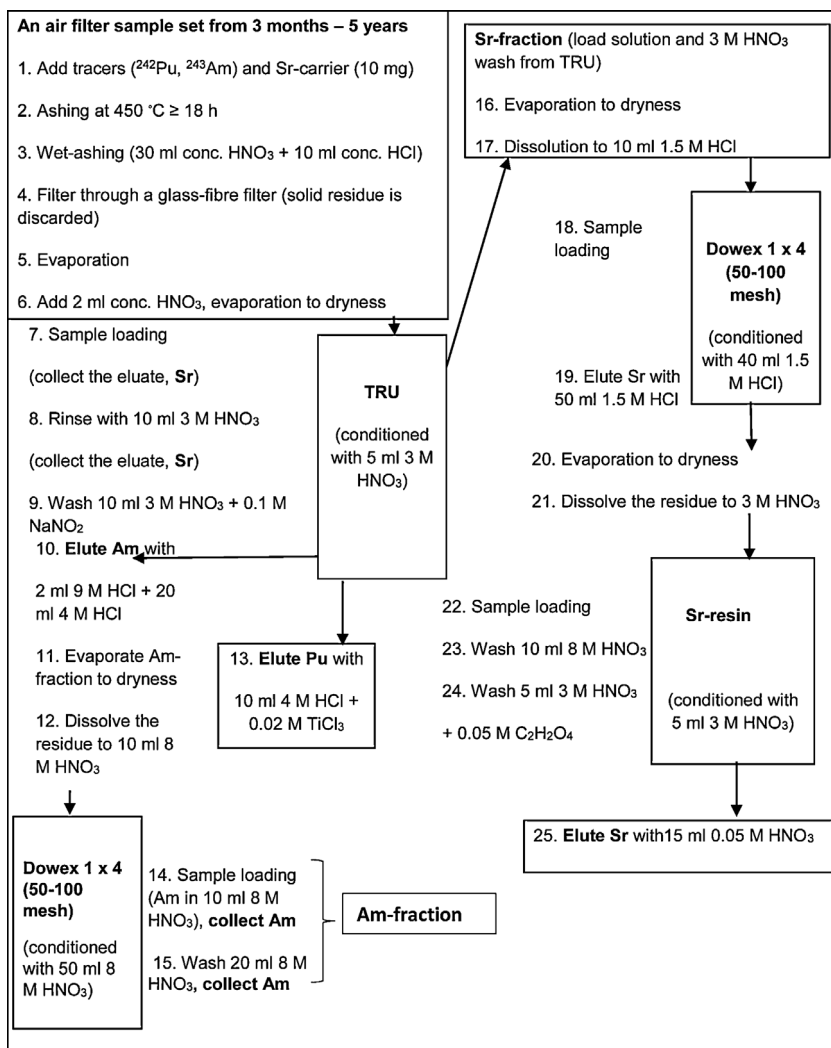 An air filter sample set from 3 months – 5 years
1. Add tracers (²⁴²Pu, ²⁴³Am) and Sr-carrier (10 mg)
2. Ashing at 450 °C ≥ 18 h
3. Wet-ashing (30 ml conc. HNO₃ + 10 ml conc. HCl)
4. Filter through a glass-fibre filter (solid residue is
discarded)
5. Evaporation
6. Add 2 ml conc. HNO₃, evaporation to dryness
7. Sample loading
(collect the eluate, Sr)
8. Rinse with 10 ml 3 M HNO₃
(collect the eluate, Sr)
9. Wash 10 ml 3 M HNO₃ + 0.1 M
NaNO₂
10. Elute Am with
2 ml 9 M HCl + 20
ml 4 M HCl
11. Evaporate Am-
fraction to dryness
12. Dissolve the
residue to 10 ml 8
M HNO₃
TRU
(conditioned
with 5 ml 3 M
HNO₃)
13. Elute Pu with
10 ml 4 M HCl +
0.02 M TiCl₃
Dowex 1 x 4
(50-100
mesh)
(conditioned
with 50 ml 8
M HNO₃)
14. Sample loading
(Am in 10 ml 8 M
HNO₃), collect Am
15. Wash 20 ml 8 M
HNO₃, collect Am
Am-fraction
Sr-fraction (load solution and 3 M HNO₃
wash from TRU)
16. Evaporation to dryness
17. Dissolution to 10 ml 1.5 M HCl
18. Sample
loading
Dowex 1 x 4
(50-100
mesh)
(conditioned
with 40 ml 1.5
M HCl)
19. Elute Sr with
50 ml 1.5 M HCl
20. Evaporation to dryness
21. Dissolve the residue to 3 M HNO₃
22. Sample loading
23. Wash 10 ml 8 M HNO₃
24. Wash 5 ml 3 M HNO₃
+ 0.05 M C₂H₂O₄
Sr-resin
(conditioned with
5 ml 3 M HNO₃)
25. Elute Sr with15 ml 0.05 M HNO₃